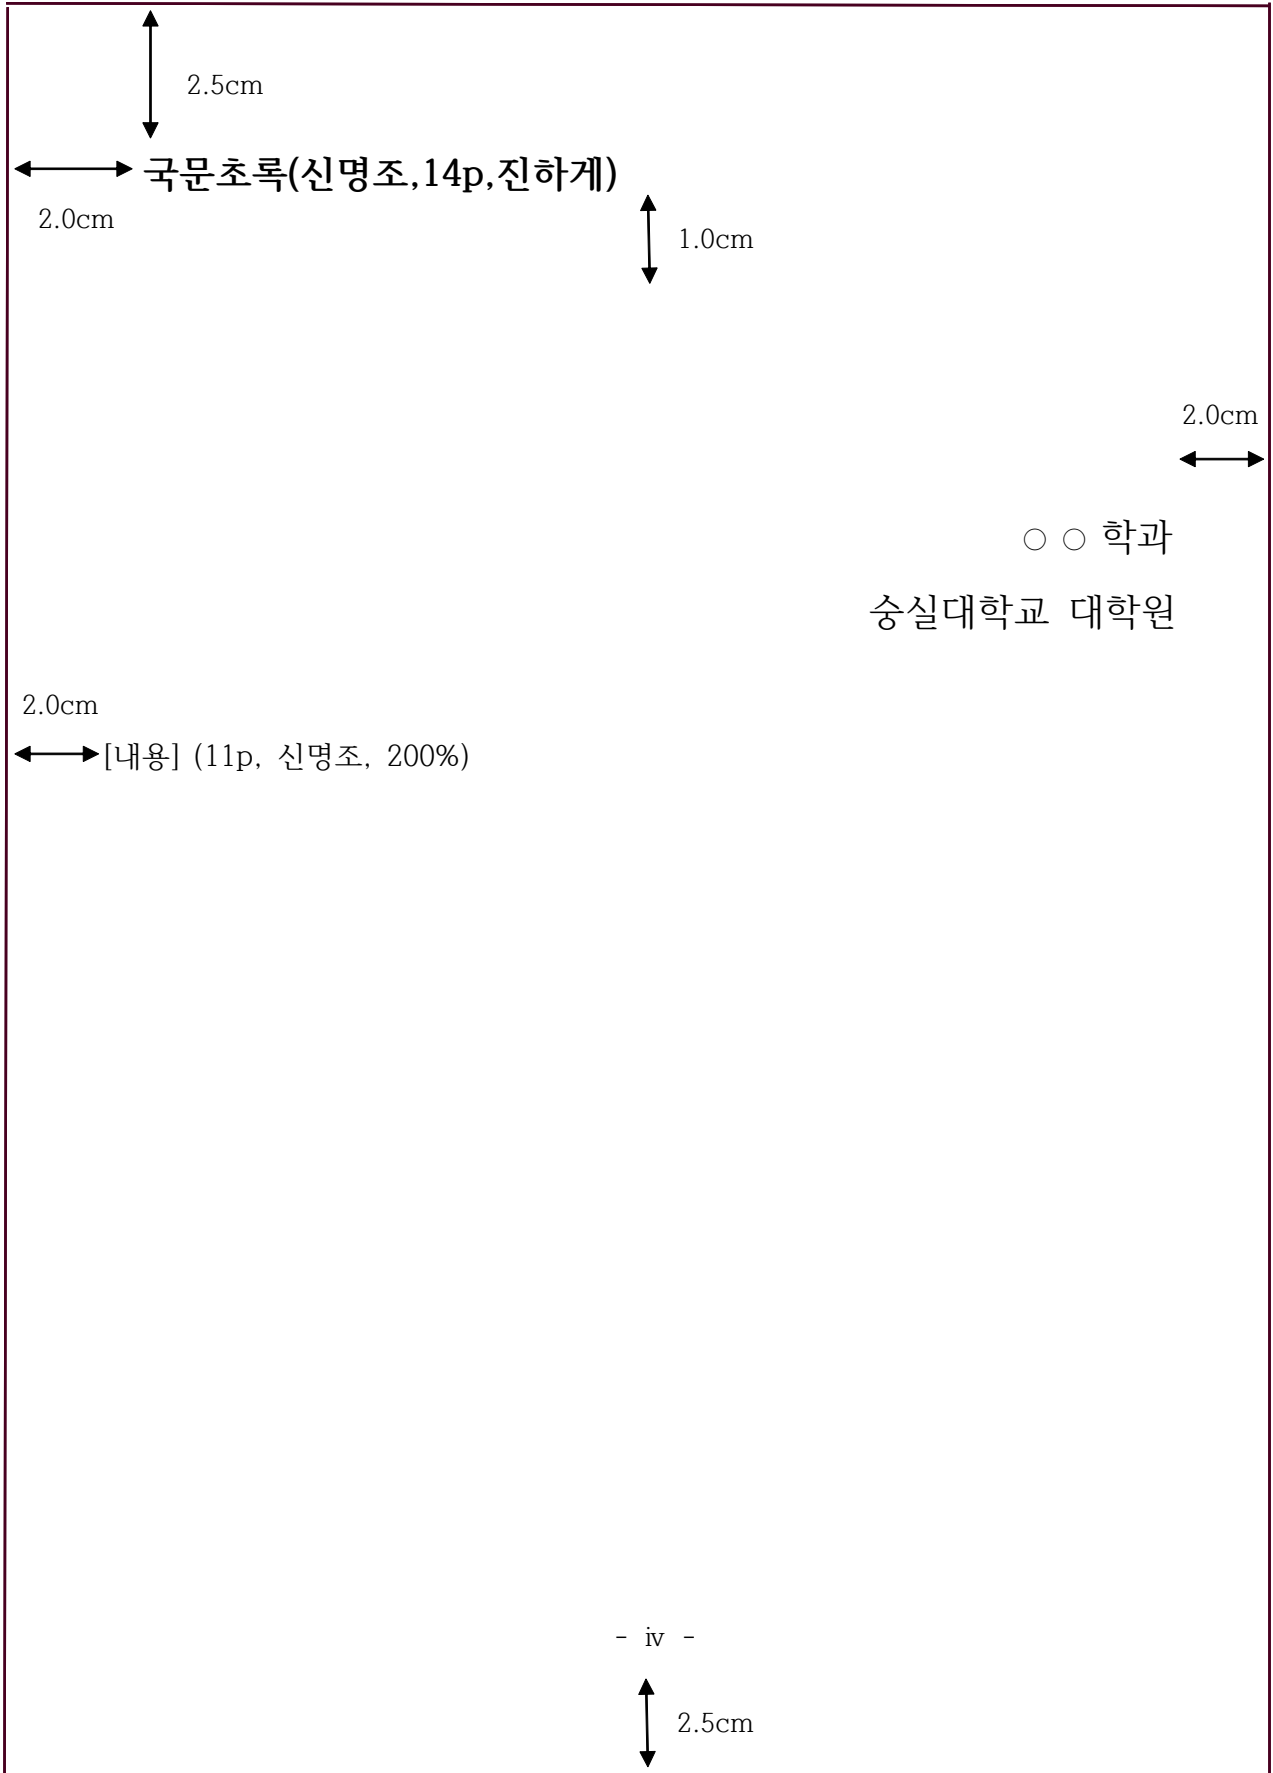 2.5cm
국문초록(신명조,14p,진하게)
2.0cm
1.0cm
2.0cm
○ ○ 학과
숭실대학교 대학원
2.0cm
[내용] (11p, 신명조, 200%)
- ⅳ -
2.5cm